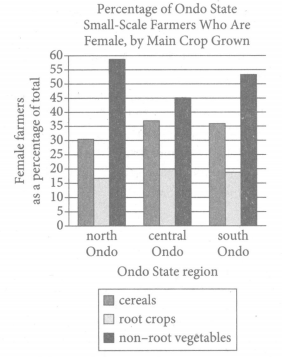 Percentage of Ondo State
Small-Scale Farmers Who Are
Female, by Main Crop Grown
Female farmers
as a percentage of total
60
55
50
45
40
35
30
25
20
15
10
5
0
north
Ondo
central
Ondo
south
Ondo
Ondo State region
cereals
root crops
non–root vegetables